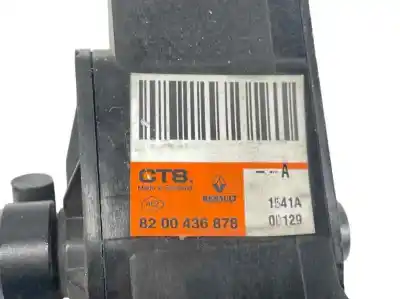 - - A
CTS.
RENAULT
1541A
82 00 436 878
00129